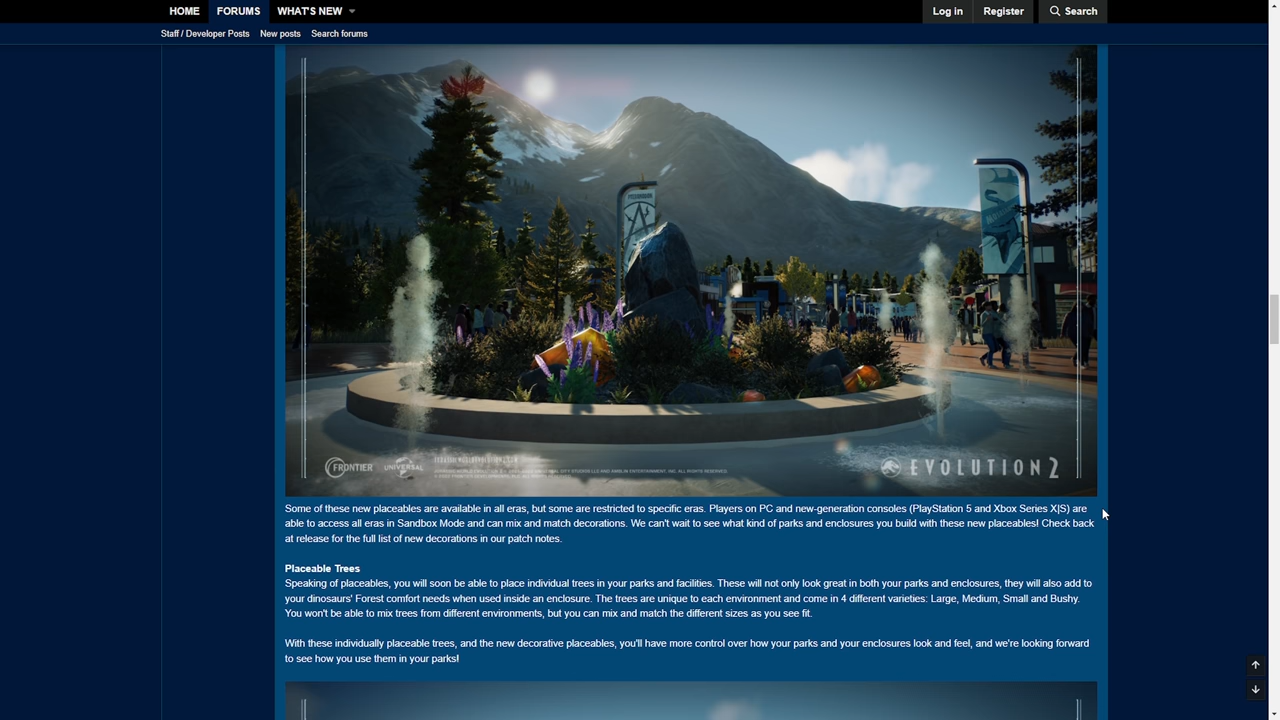 HOME FORUMS WHAT'S NEW Log in Register Search
Staff / Developer Posts New posts Search forums
FRONTIER UNIVERSAL EVOLUTION 2
Some of these new placeables are available in all eras, but some are restricted to specific eras. Players on PC and new-generation consoles (PlayStation 5 and Xbox Series X|S) are
able to access all eras in Sandbox Mode and can mix and match decorations. We can't wait to see what kind of parks and enclosures you build with these new placeables! Check back
at release for the full list of new decorations in our patch notes.
Placeable Trees
Speaking of placeables, you will soon be able to place individual trees in your parks and facilities. These will not only look great in both your parks and enclosures, they will also add to
your dinosaurs' Forest comfort needs when used inside an enclosure. The trees are unique to each environment and come in 4 different varieties: Large, Medium, Small and Bushy.
You won't be able to mix trees from different environments, but you can mix and match the different sizes as you see fit.
With these individually placeable trees, and the new decorative placeables, you'll have more control over how your parks and your enclosures look and feel, and we're looking forward
to see how you use them in your parks!